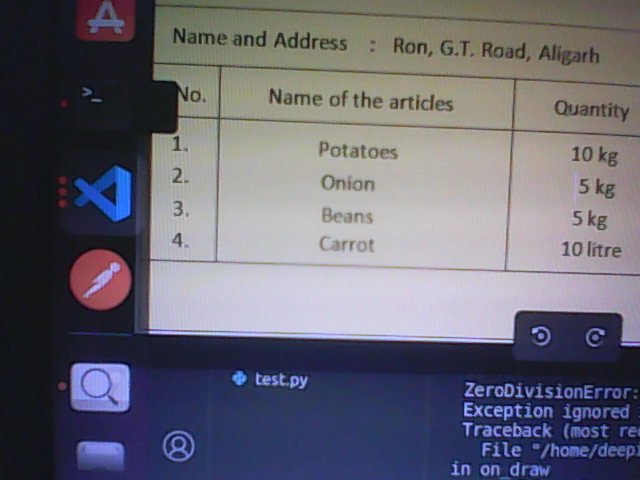 Name and Address : Ron, G.T. Road, Aligarh
No. Name of the articles Quantity
1. Potatoes 10 kg
2. Onion 5 kg
3. Beans 5 kg
4. Carrot 10 litre
>_
test.py
ZeroDivisionError:
Exception ignored
Traceback (most rec
File "/home/deepi
in on_draw